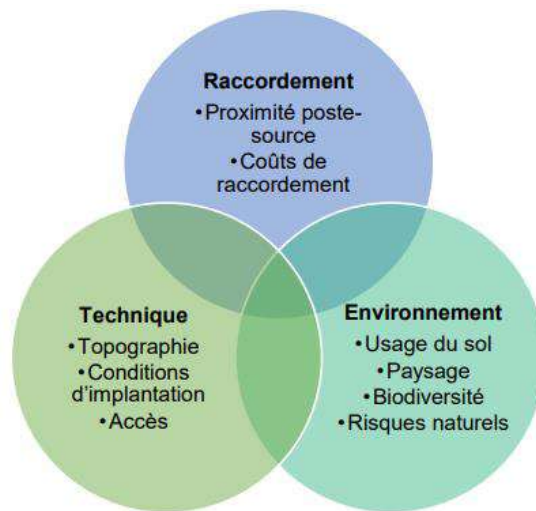 Raccordement
•Proximité poste-
source
•Coûts de
raccordement
Technique
•Topographie
•Conditions
d'implantation
•Accès
Environnement
•Usage du sol
•Paysage
•Biodiversité
•Risques naturels